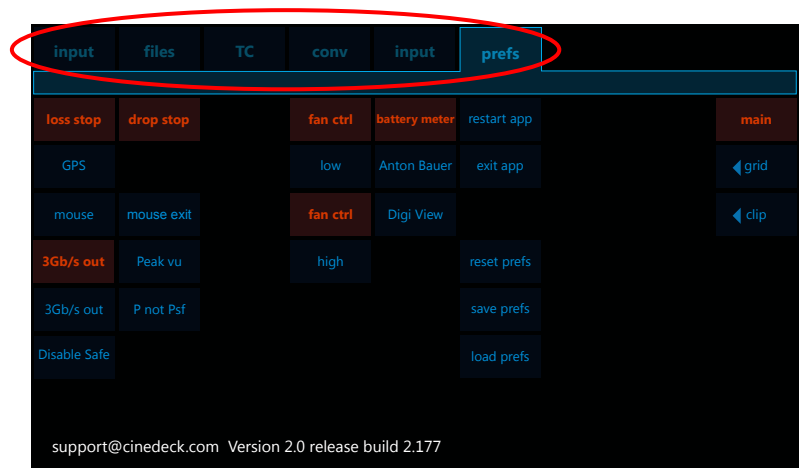 input files TC conv input prefs
loss stop drop stop fan ctrl battery meter restart app main
GPS low Anton Bauer exit app grid
mouse mouse exit fan ctrl Digi View clip
3Gb/s out Peak vu high reset prefs
3Gb/s out P not Psf save prefs
Disable Safe load prefs
support@cinedeck.com Version 2.0 release build 2.177